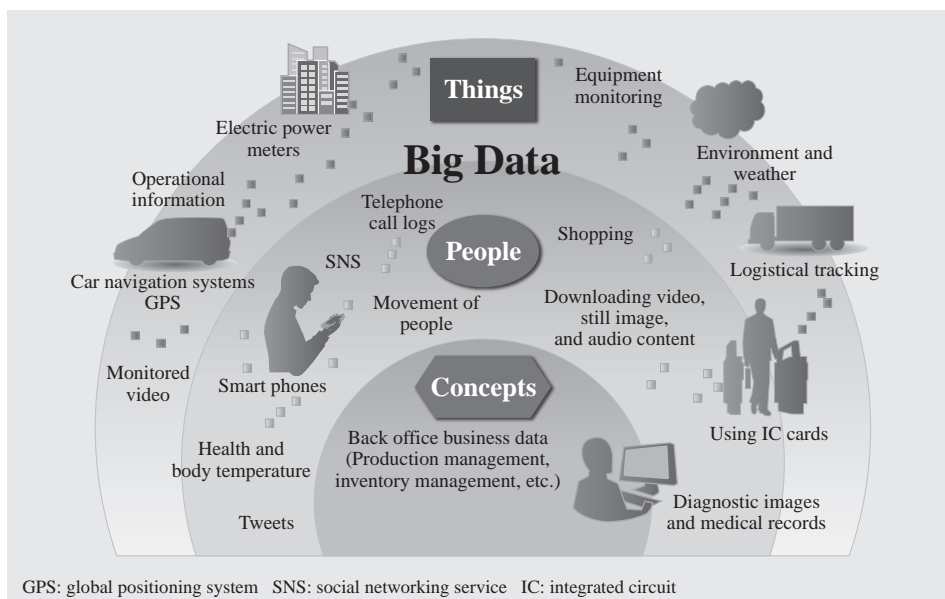 Things
Equipment
monitoring
Electric power
meters
Big Data
Environment and
weather
Operational
information
Telephone
call logs
Shopping
People
SNS
Car navigation systems
GPS
Logistical tracking
Movement of
people
Downloading video,
still image,
and audio content
Monitored
video
Smart phones
Concepts
Using IC cards
Health and
body temperature
Back office business data
(Production management,
inventory management, etc.)
Tweets
Diagnostic images
and medical records
GPS: global positioning system SNS: social networking service IC: integrated circuit